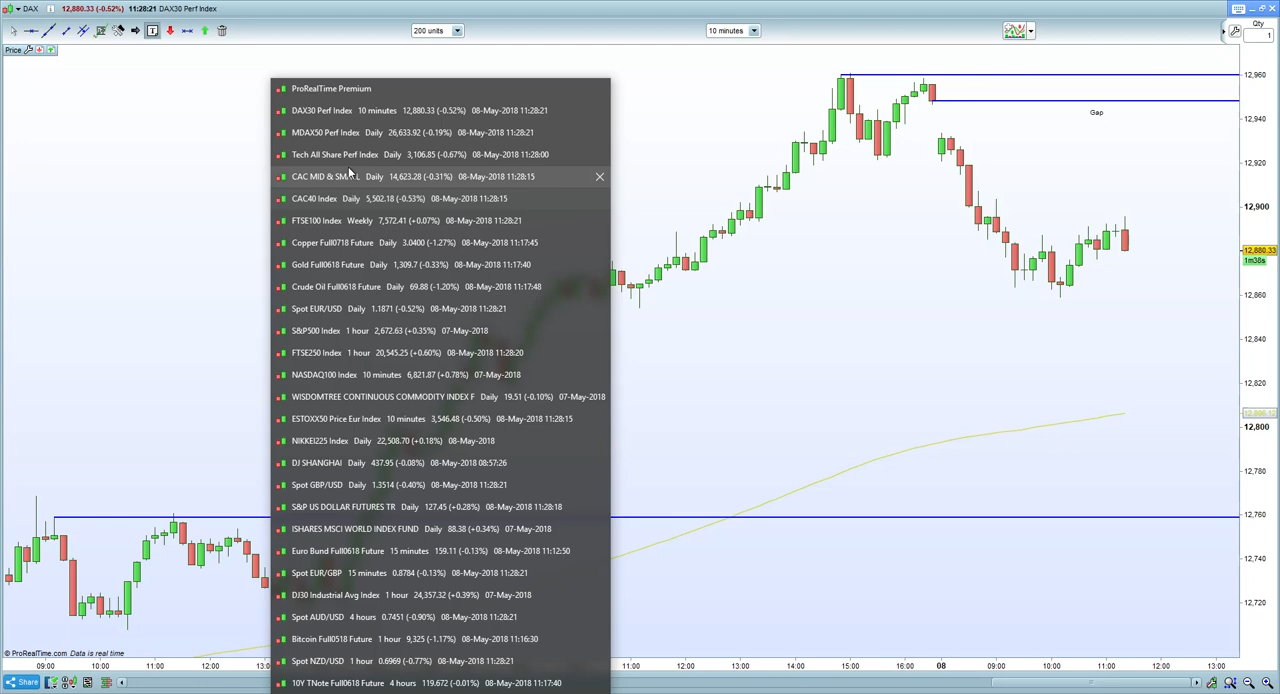 DAX 12,880.33 (-0.52%) 11:28:21 DAX30 Perf Index
200 units
10 minutes
Qty
1
Price
ProRealTime Premium
DAX30 Perf Index 10 minutes 12,880.33 (-0.52%) 08-May-2018 11:28:21
MDAX50 Perf Index Daily 26,633.92 (-0.19%) 08-May-2018 11:28:21
Tech All Share Perf Index Daily 3,106.85 (-0.67%) 08-May-2018 11:28:00
CAC MID & SMALL Daily 14,623.28 (-0.31%) 08-May-2018 11:28:15
CAC40 Index Daily 5,502.18 (-0.53%) 08-May-2018 11:28:15
FTSE100 Index Weekly 7,572.41 (+0.07%) 08-May-2018 11:28:21
Copper Full0718 Future Daily 3.0400 (-1.27%) 08-May-2018 11:17:45
Gold Full0618 Future Daily 1,309.7 (-0.33%) 08-May-2018 11:17:40
Crude Oil Full0618 Future Daily 69.88 (-1.20%) 08-May-2018 11:17:48
Spot EUR/USD Daily 1.1871 (-0.52%) 08-May-2018 11:28:21
S&P500 Index 1 hour 2,672.63 (+0.35%) 07-May-2018
FTSE250 Index 1 hour 20,545.25 (+0.60%) 08-May-2018 11:28:20
NASDAQ100 Index 10 minutes 6,821.87 (+0.78%) 07-May-2018
WISDOMTREE CONTINUOUS COMMODITY INDEX F Daily 19.51 (-0.10%) 07-May-2018
ESTOXX50 Price Eur Index 10 minutes 3,546.48 (-0.50%) 08-May-2018 11:28:15
NIKKEI225 Index Daily 22,508.70 (+0.18%) 08-May-2018
DJ SHANGHAI Daily 437.95 (-0.08%) 08-May-2018 08:57:26
Spot GBP/USD Daily 1.3514 (-0.40%) 08-May-2018 11:28:21
S&P US DOLLAR FUTURES TR Daily 127.45 (+0.28%) 08-May-2018 11:28:18
ISHARES MSCI WORLD INDEX FUND Daily 88.38 (+0.34%) 07-May-2018
Euro Bund Full0618 Future 15 minutes 159.11 (-0.13%) 08-May-2018 11:12:50
Spot EUR/GBP 15 minutes 0.8784 (-0.13%) 08-May-2018 11:28:21
DJ30 Industrial Avg Index 1 hour 24,357.32 (+0.39%) 07-May-2018
Spot AUD/USD 4 hours 0.7451 (-0.90%) 08-May-2018 11:28:21
Bitcoin Full0518 Future 1 hour 9,325 (-1.17%) 08-May-2018 11:16:30
Spot NZD/USD 1 hour 0.6969 (-0.77%) 08-May-2018 11:28:21
10Y TNote Full0618 Future 4 hours 119.672 (-0.01%) 08-May-2018 11:17:40
Gap
12,960
12,940
12,920
12,900
12,880.33
1m38s
12,860
12,840
12,820
12,800
12,780
12,760
12,740
12,720
© ProRealTime.com Data is real time
09:00 10:00 11:00 12:00 13:0 11:00 12:00 13:00 14:00 15:00 16:00 08 09:00 10:00 11:00 12:00 13:00
Share